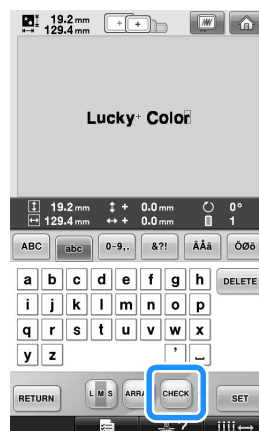 19.2 mm
129.4 mm
Lucky Color
19.2 mm + 0.0 mm 0°
129.4 mm + 0.0 mm 1
ABC abc 0~9,. &?! ÄÅä ÖØö
a b c d e f g h DELETE
i j k l m n o p
q r s t u v w x
y z '
RETURN L M S ARRA CHECK SET